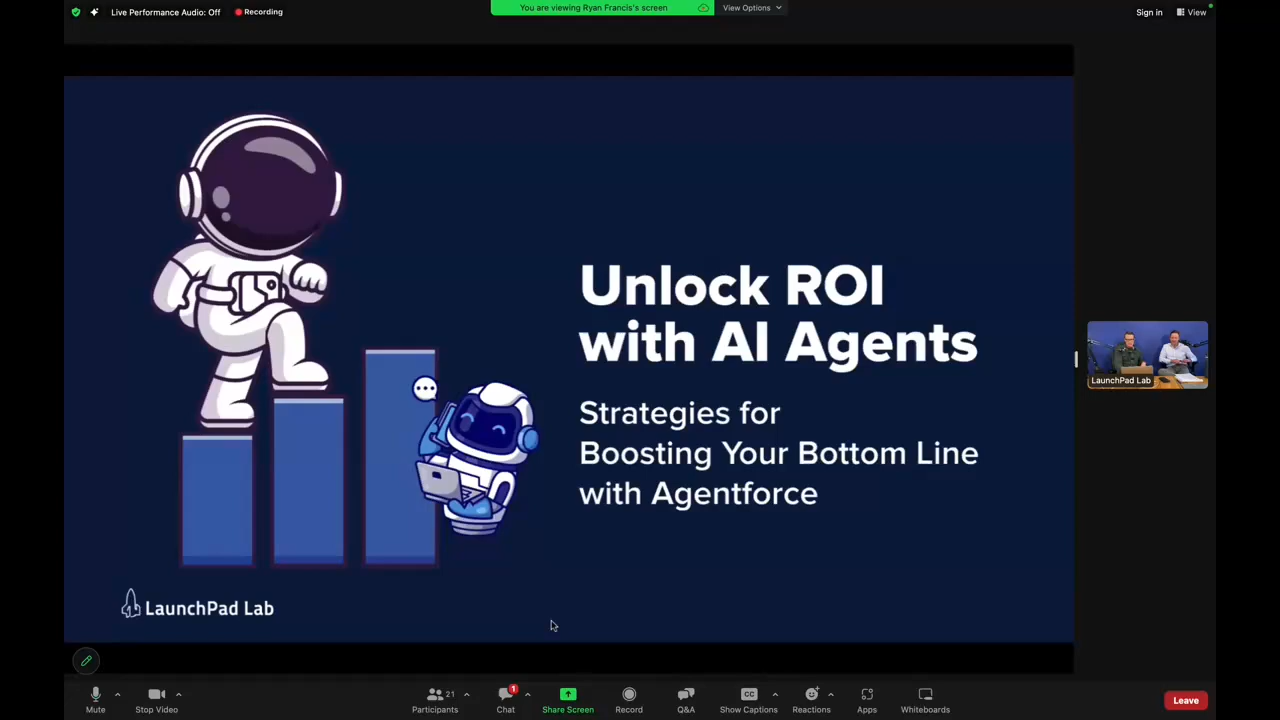 Live Performance Audio: Off
Recording
You are viewing Ryan Francis's screen
View Options
Sign in
View
Unlock ROI
with AI Agents
Strategies for
Boosting Your Bottom Line
with Agentforce
LaunchPad Lab
LaunchPad Lab
Mute
Stop Video
21
Participants
1
Chat
Share Screen
Record
Q&A
CC
Show Captions
Reactions
Apps
Whiteboards
Leave